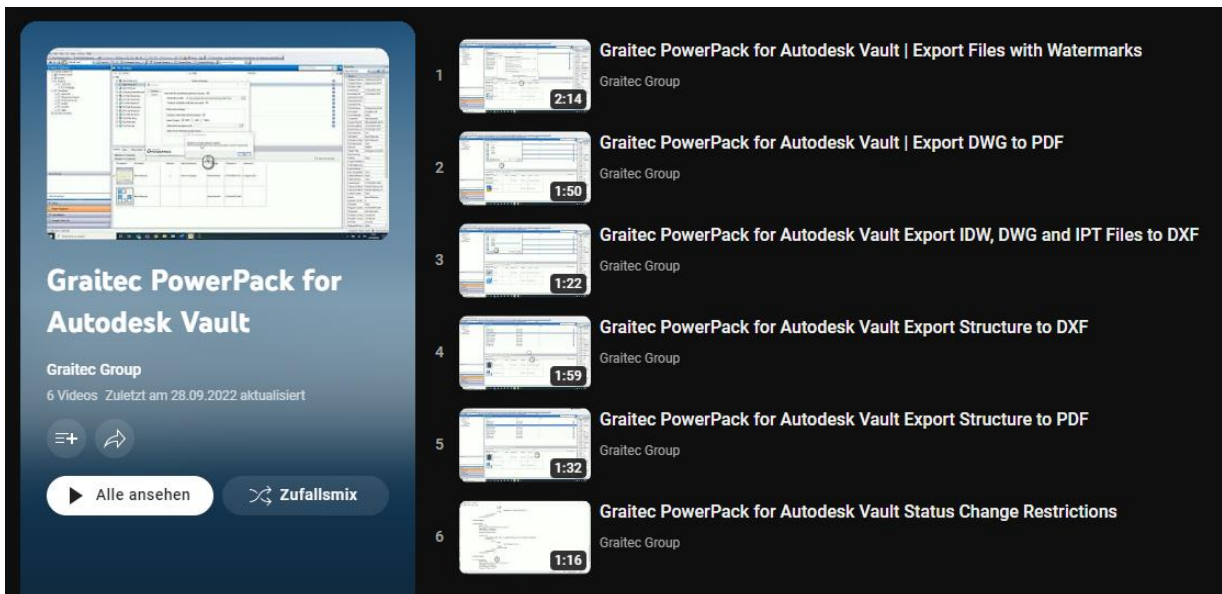 Graitec PowerPack for
Autodesk Vault
Graitec Group
6 Videos Zuletzt am 28.09.2022 aktualisiert
Alle ansehen
Zufallsmix
1
2:14
Graitec PowerPack for Autodesk Vault | Export Files with Watermarks
Graitec Group
2
1:50
Graitec PowerPack for Autodesk Vault | Export DWG to PDF
Graitec Group
3
1:22
Graitec PowerPack for Autodesk Vault Export IDW, DWG and IPT Files to DXF
Graitec Group
4
1:59
Graitec PowerPack for Autodesk Vault Export Structure to DXF
Graitec Group
5
1:32
Graitec PowerPack for Autodesk Vault Export Structure to PDF
Graitec Group
6
1:16
Graitec PowerPack for Autodesk Vault Status Change Restrictions
Graitec Group